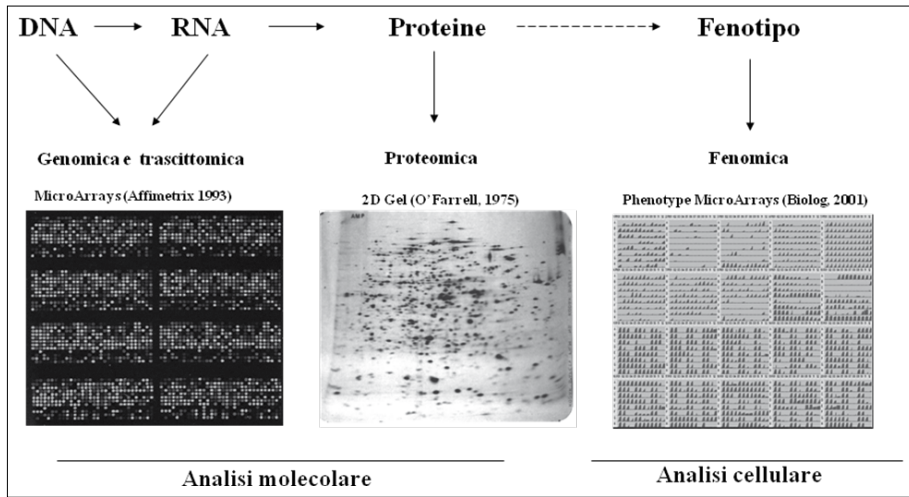 DNA RNA Proteine Fenotipo
Genomica e trascittomica Proteomica Fenomica
MicroArrays (Affimetrix 1993) 2D Gel (O'Farrell, 1975) Phenotype MicroArrays (Biolog, 2001)
AMP
Analisi molecolare Analisi cellulare